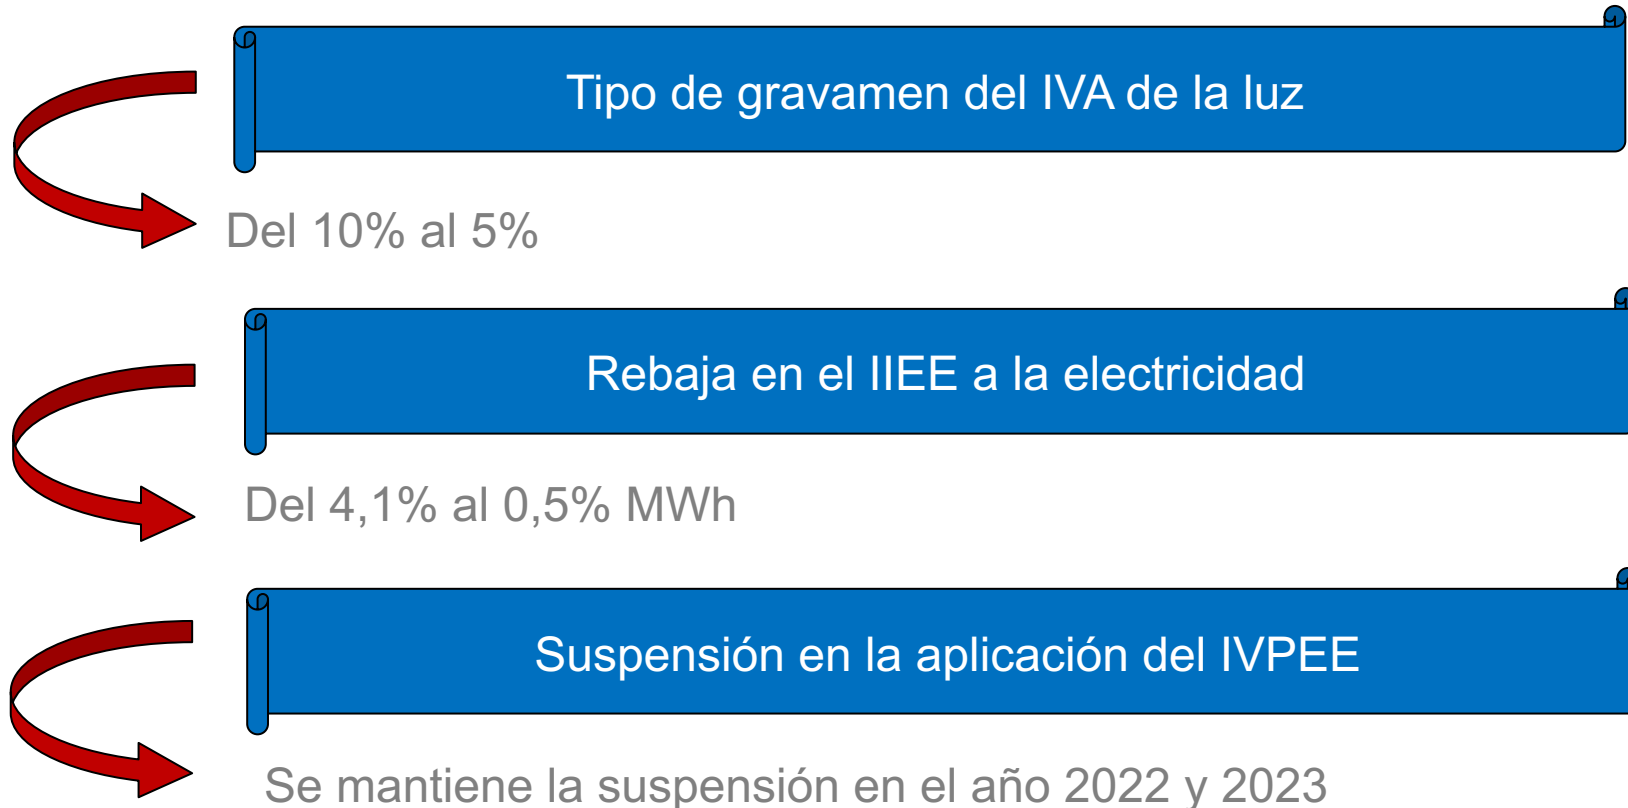 Tipo de gravamen del IVA de la luz
Del 10% al 5%
Rebaja en el IIEE a la electricidad
Del 4,1% al 0,5% MWh
Suspensión en la aplicación del IVPEE
Se mantiene la suspensión en el año 2022 y 2023